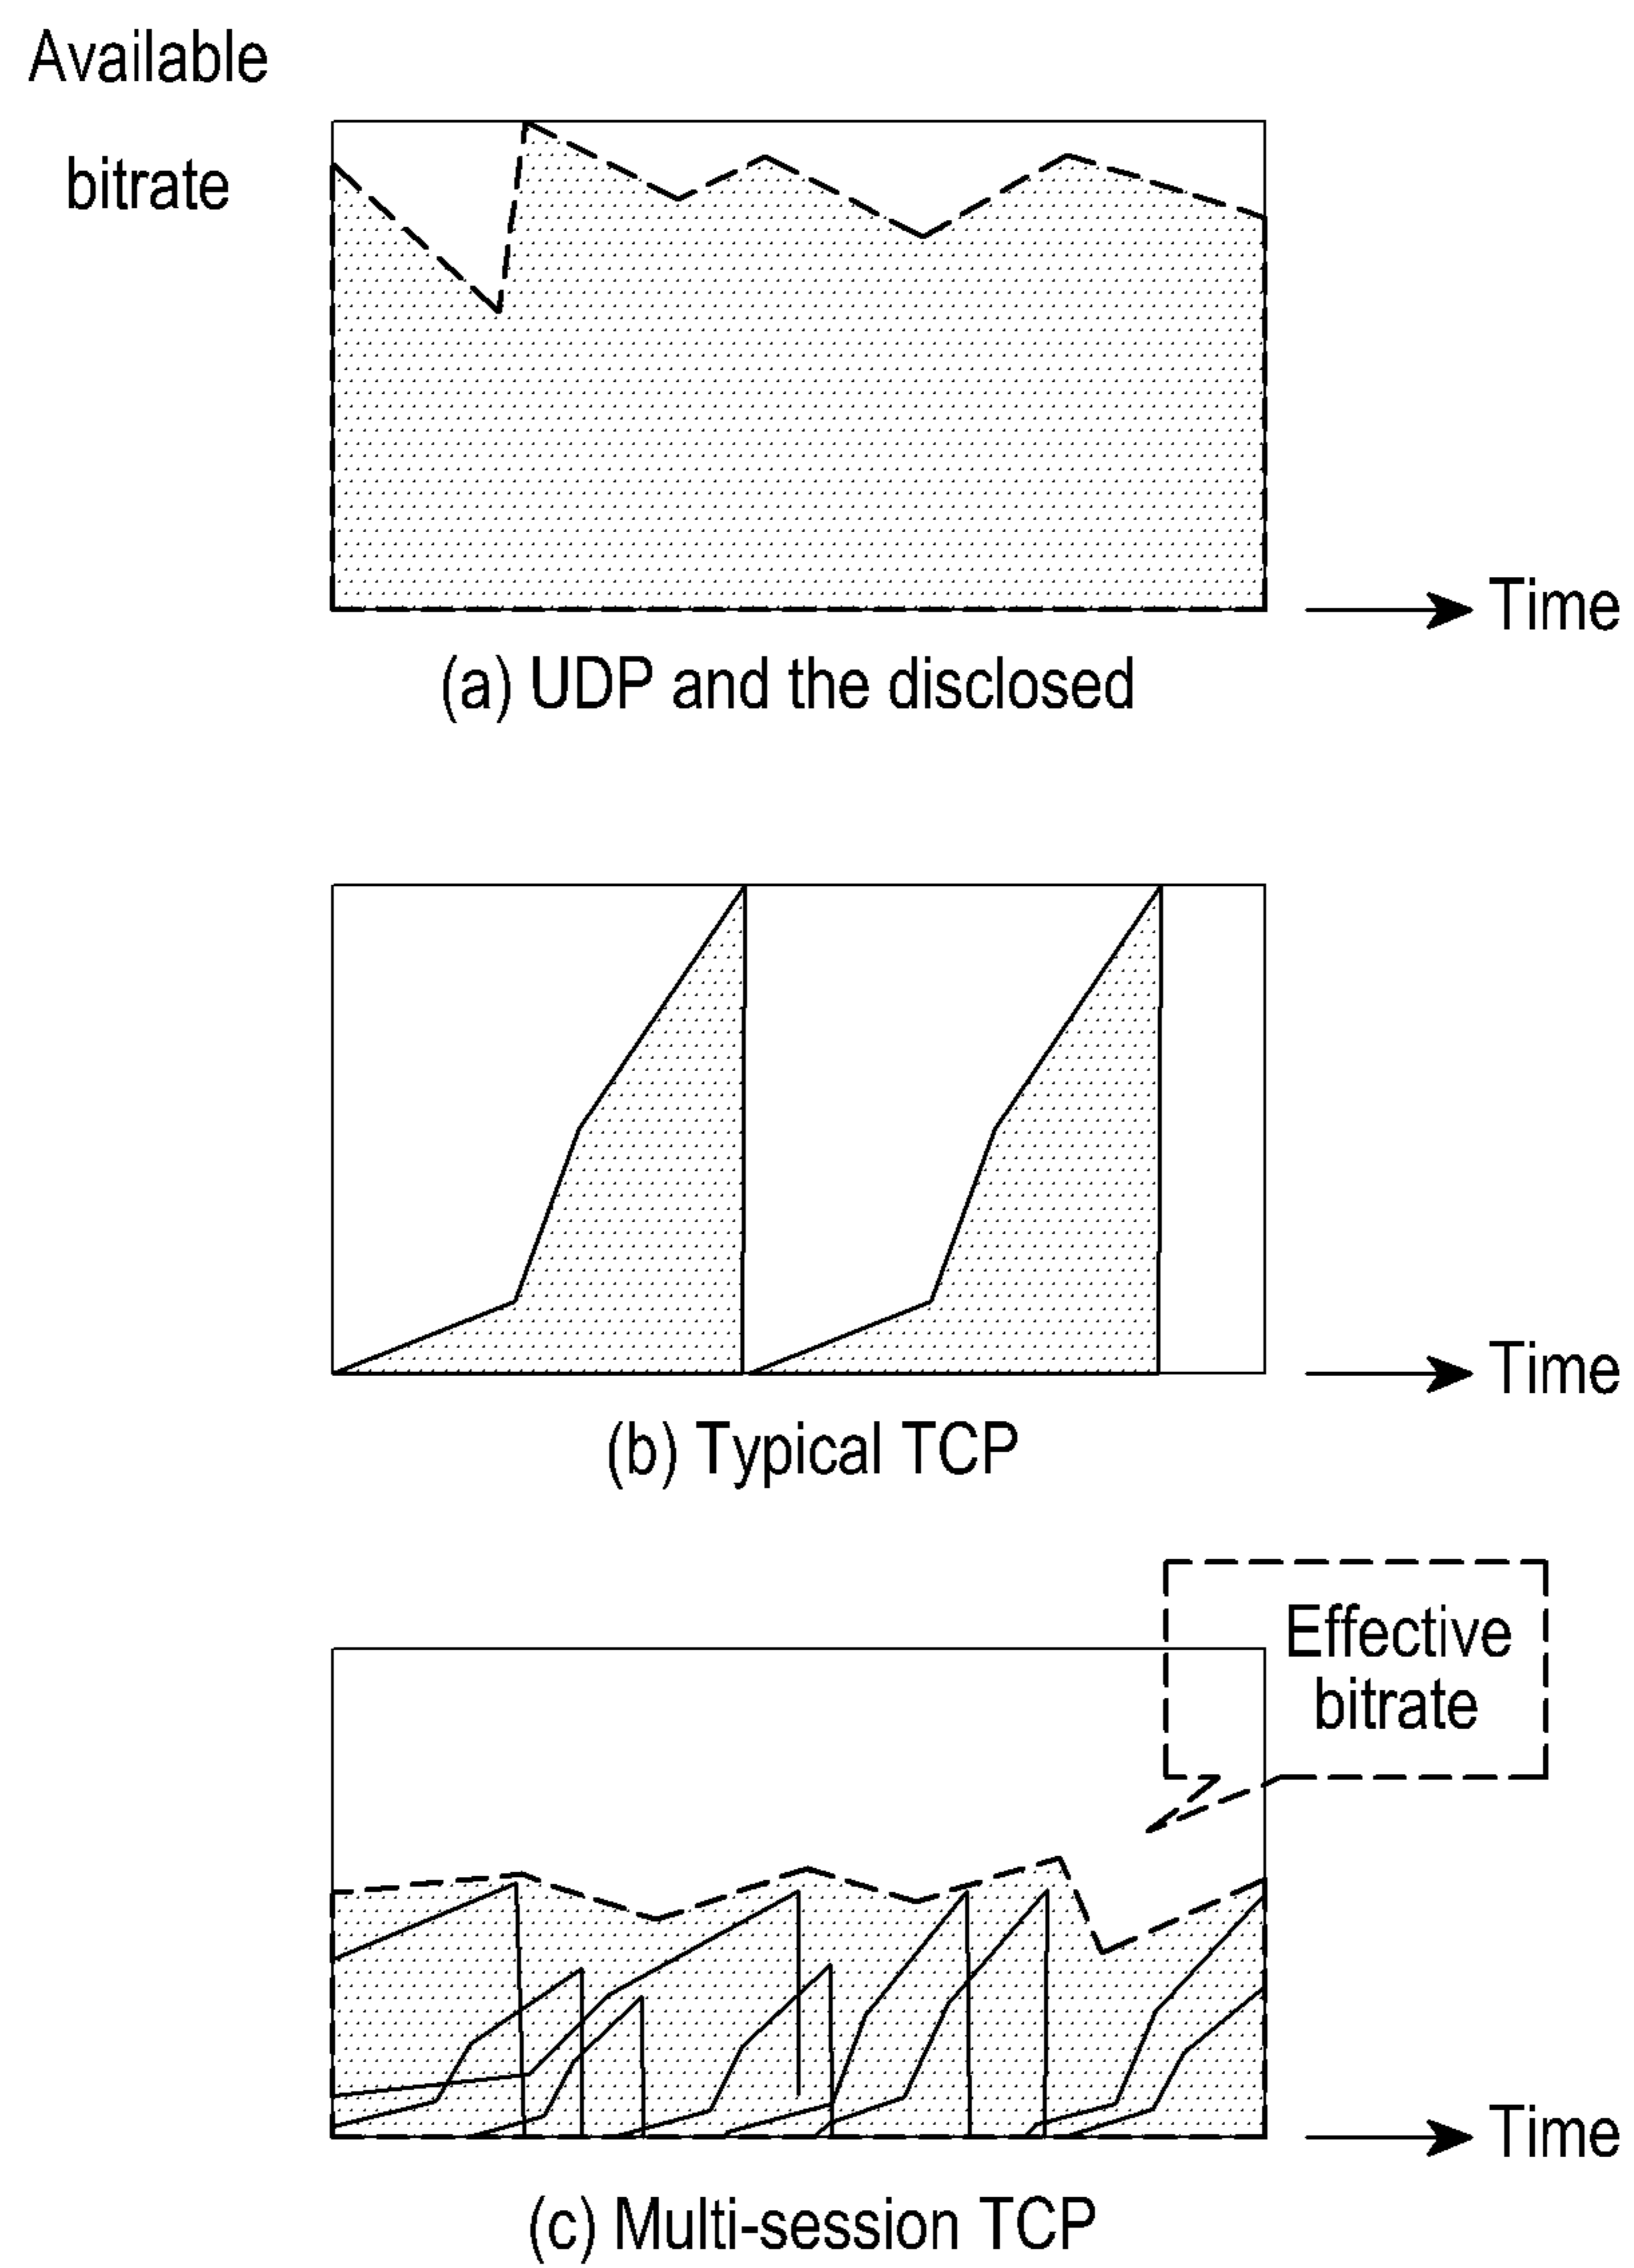 Available
bitrate
Time
(a) UDP and the disclosed
Time
(b) Typical TCP
Effective
bitrate
Time
(c) Multi-session TCP